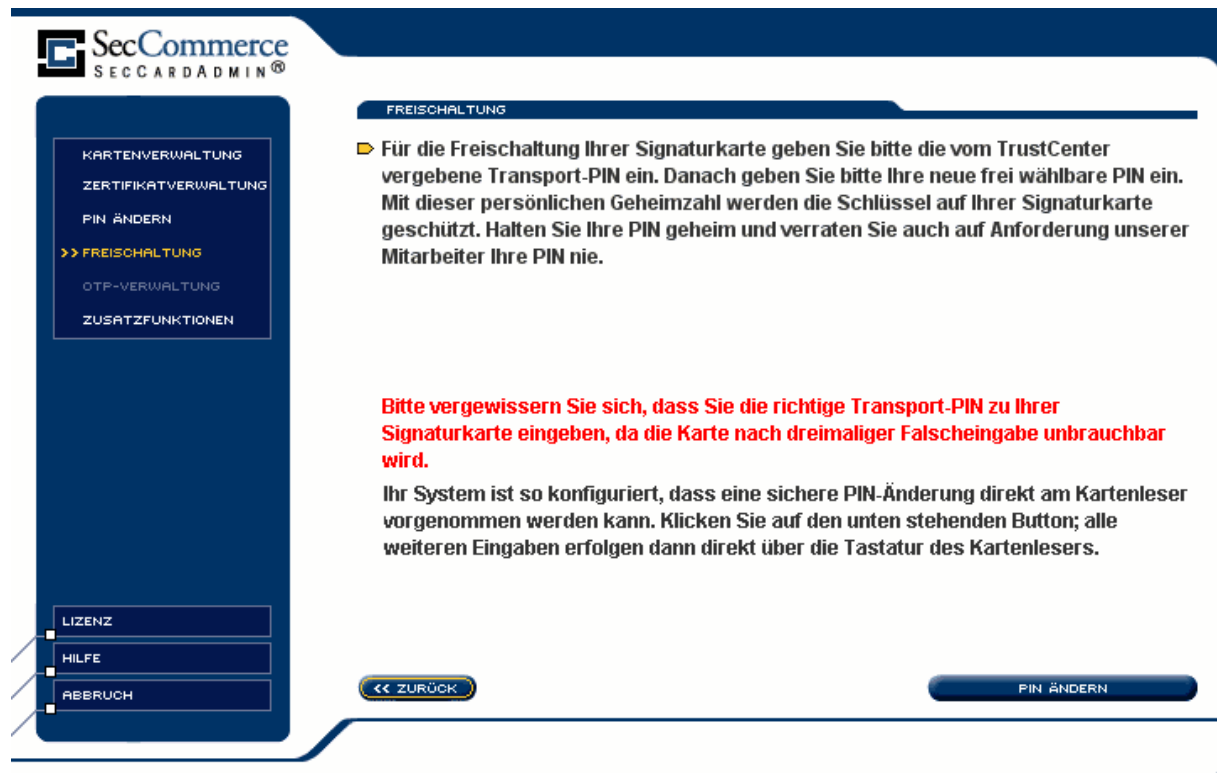 SecCommerce
SECCARDADMIN®
KARTENVERWALTUNG
ZERTIFIKATVERWALTUNG
PIN ÄNDERN
>> FREISCHALTUNG
OTP-VERWALTUNG
ZUSATZFUNKTIONEN
LIZENZ
HILFE
ABBRUCH
FREISCHALTUNG
Für die Freischaltung Ihrer Signaturkarte geben Sie bitte die vom TrustCenter
vergebene Transport-PIN ein. Danach geben Sie bitte Ihre neue frei wählbare PIN ein.
Mit dieser persönlichen Geheimzahl werden die Schlüssel auf Ihrer Signaturkarte
geschützt. Halten Sie Ihre PIN geheim und verraten Sie auch auf Anforderung unserer
Mitarbeiter Ihre PIN nie.
Bitte vergewissern Sie sich, dass Sie die richtige Transport-PIN zu Ihrer
Signaturkarte eingeben, da die Karte nach dreimaliger Falscheingabe unbrauchbar
wird.
Ihr System ist so konfiguriert, dass eine sichere PIN-Änderung direkt am Kartenleser
vorgenommen werden kann. Klicken Sie auf den unten stehenden Button; alle
weiteren Eingaben erfolgen dann direkt über die Tastatur des Kartenlesers.
<< ZURÜCK
PIN ÄNDERN